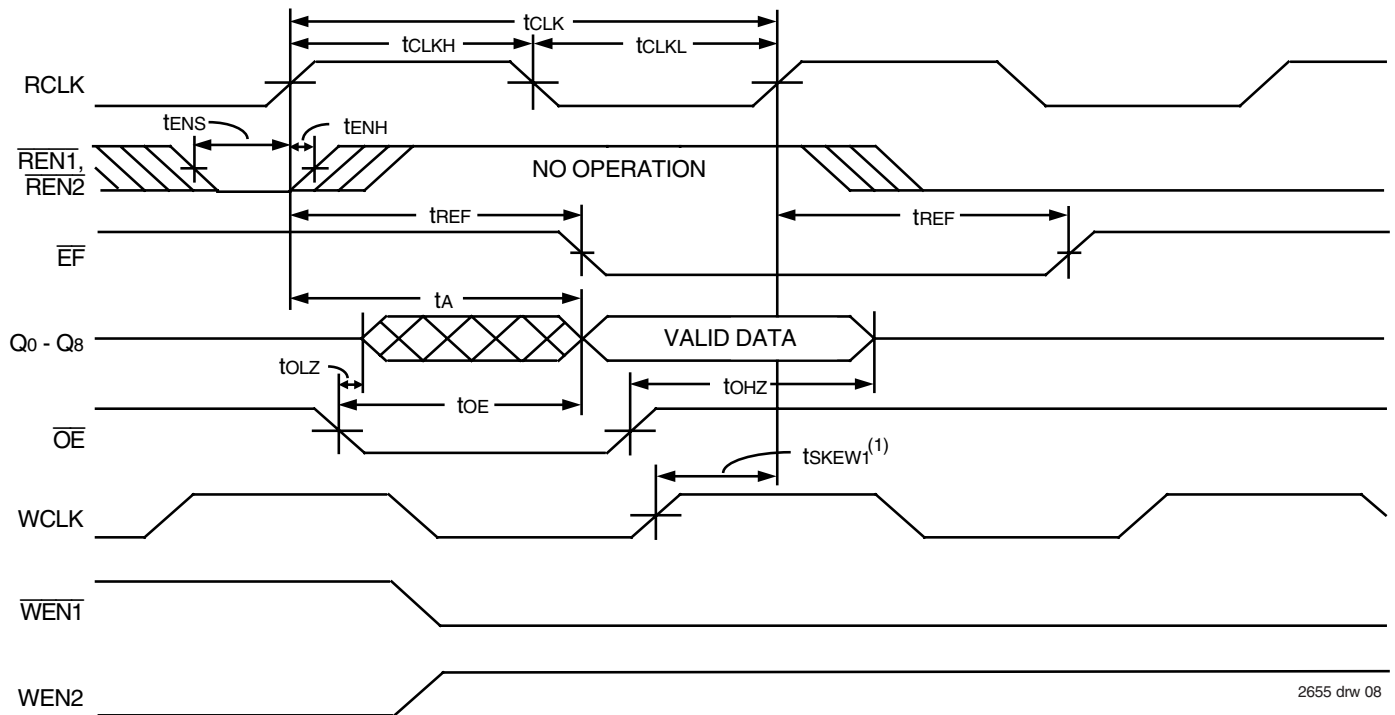 tCLK
tCLKH
tCLKL
RCLK
tENS
tENH
REN1,
REN2
NO OPERATION
tREF
tREF
EF
tA
Q0 - Q8
VALID DATA
tOLZ
tOHZ
tOE
OE
tSKEW1(1)
WCLK
WEN1
WEN2
2655 drw 08